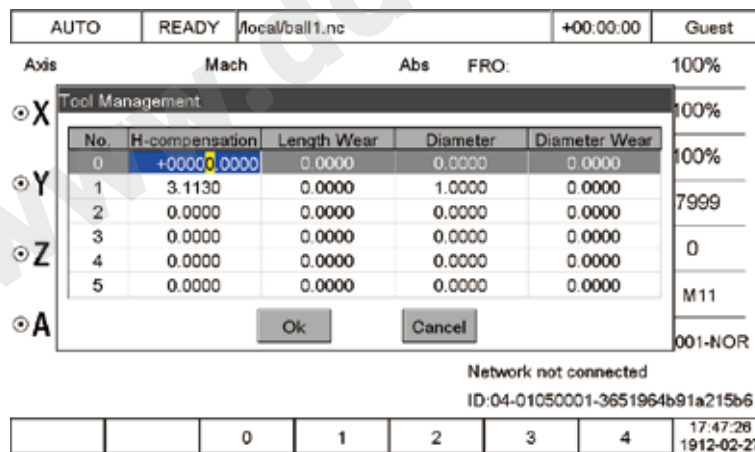 AUTO READY /local/ball1.nc +00:00:00 Guest
Axis Mach Abs FRO: 100%
Tool Management
X 100%
No. H-compensation Length Wear Diameter Diameter Wear
0 +00000.0000 0.0000 0.0000 0.0000
100%
Y 1 3.1130 0.0000 1.0000 0.0000
2 0.0000 0.0000 0.0000 0.0000
7999
3 0.0000 0.0000 0.0000 0.0000
Z 4 0.0000 0.0000 0.0000 0.0000
0
5 0.0000 0.0000 0.0000 0.0000
M11
A Ok Cancel
001-NOR
Network not connected
ID:04-01050001-3651964b91a215b6
0 1 2 3 4 17:47:26
1912-02-27